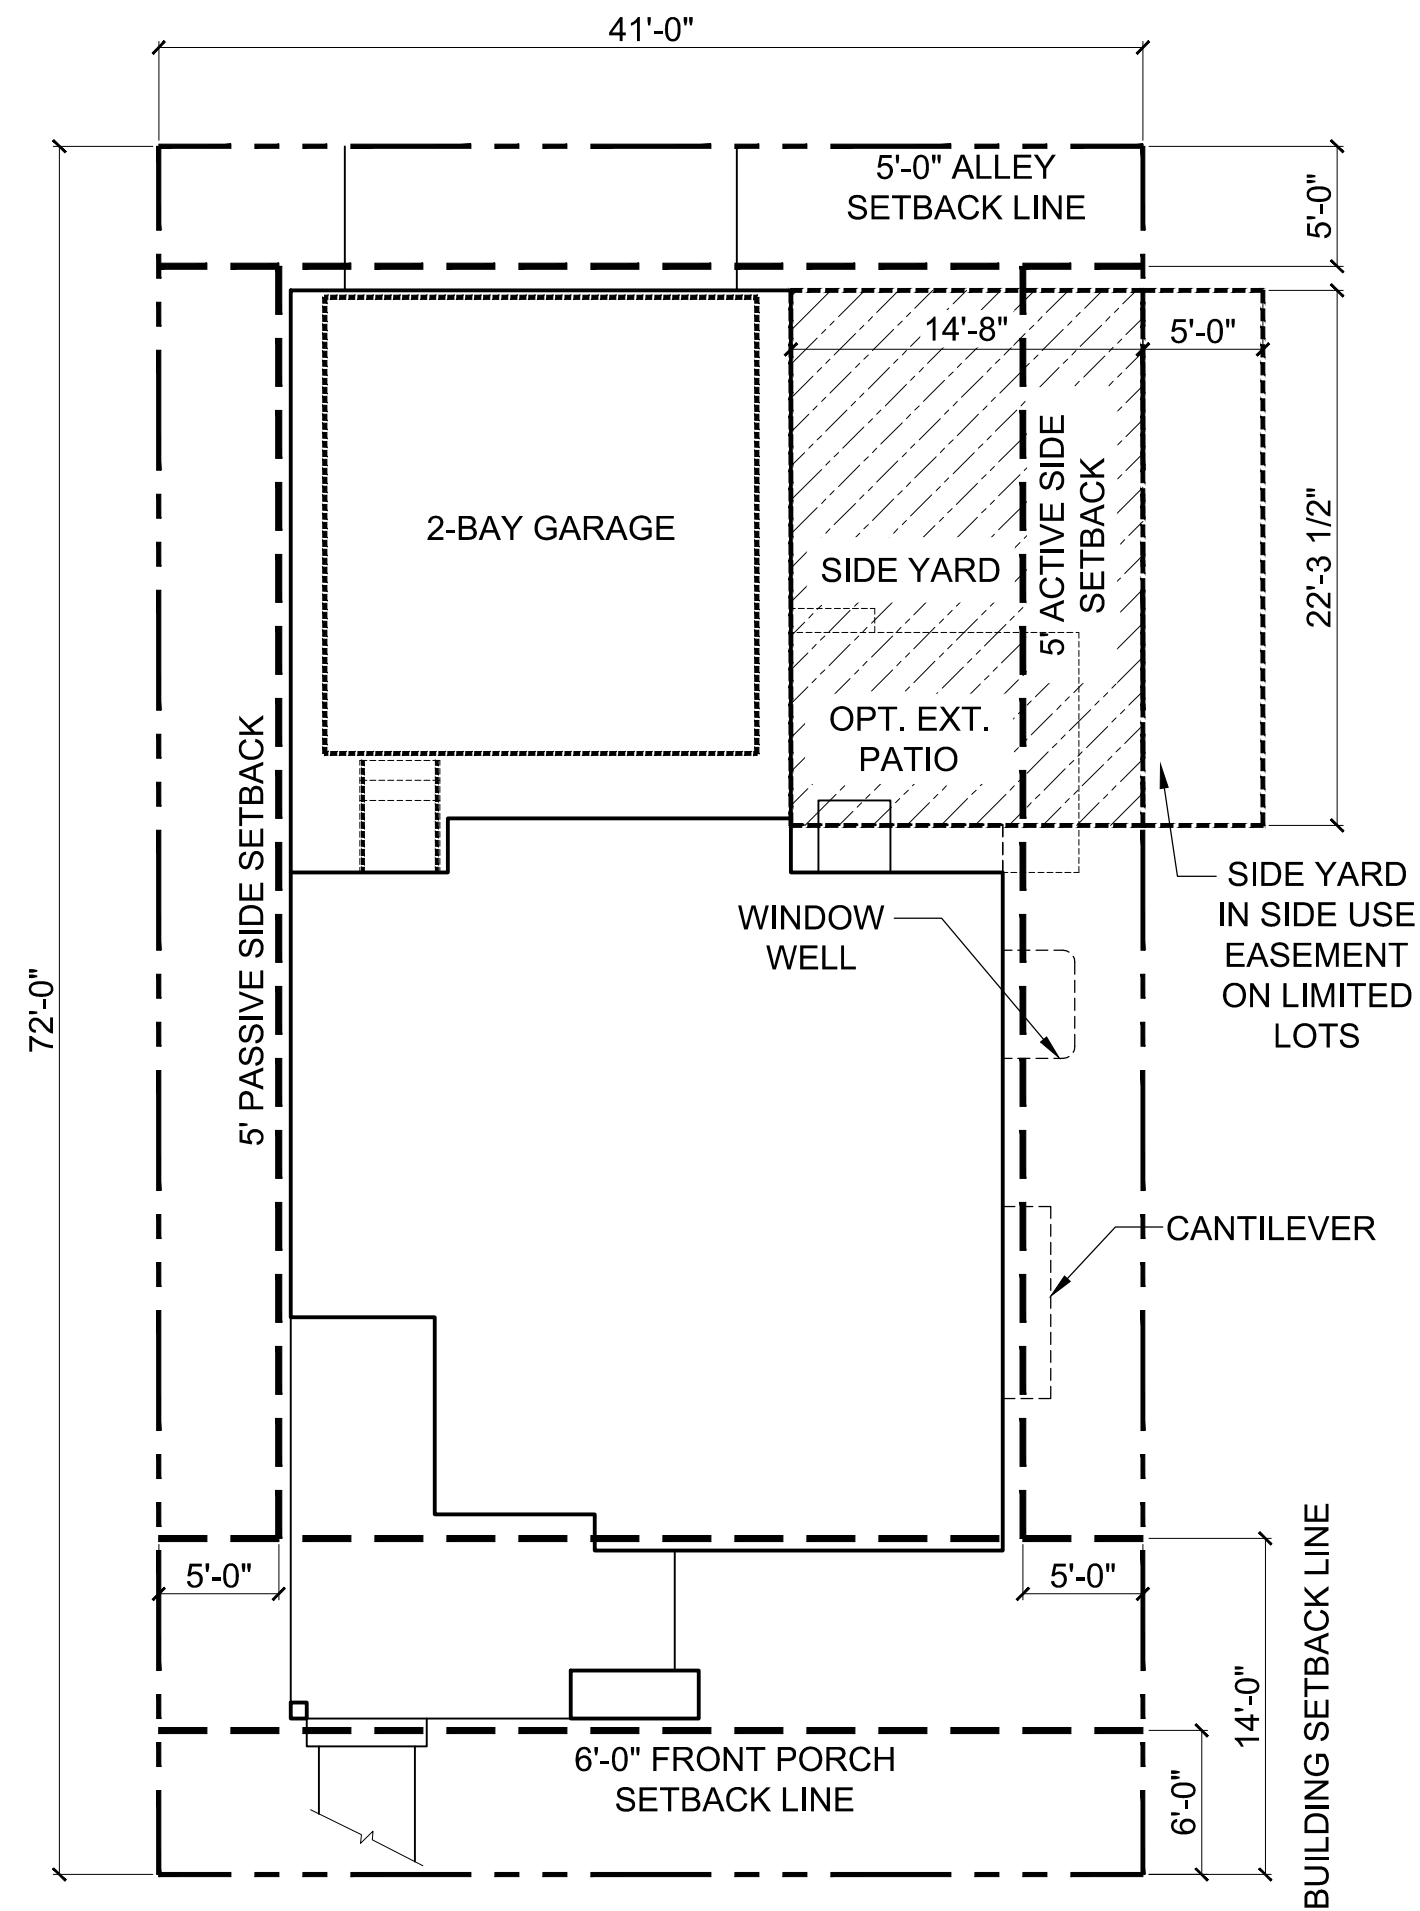 41'-0"
5'-0" ALLEY
SETBACK LINE
5'-0"
14'-8"
5'-0"
2-BAY GARAGE
SIDE YARD
5' ACTIVE SIDE
SETBACK
22'-3 1/2"
OPT. EXT.
PATIO
5' PASSIVE SIDE SETBACK
72'-0"
WINDOW
WELL
SIDE YARD
IN SIDE USE
EASEMENT
ON LIMITED
LOTS
CANTILEVER
5'-0"
5'-0"
14'-0"
BUILDING SETBACK LINE
6'-0" FRONT PORCH
SETBACK LINE
6'-0"